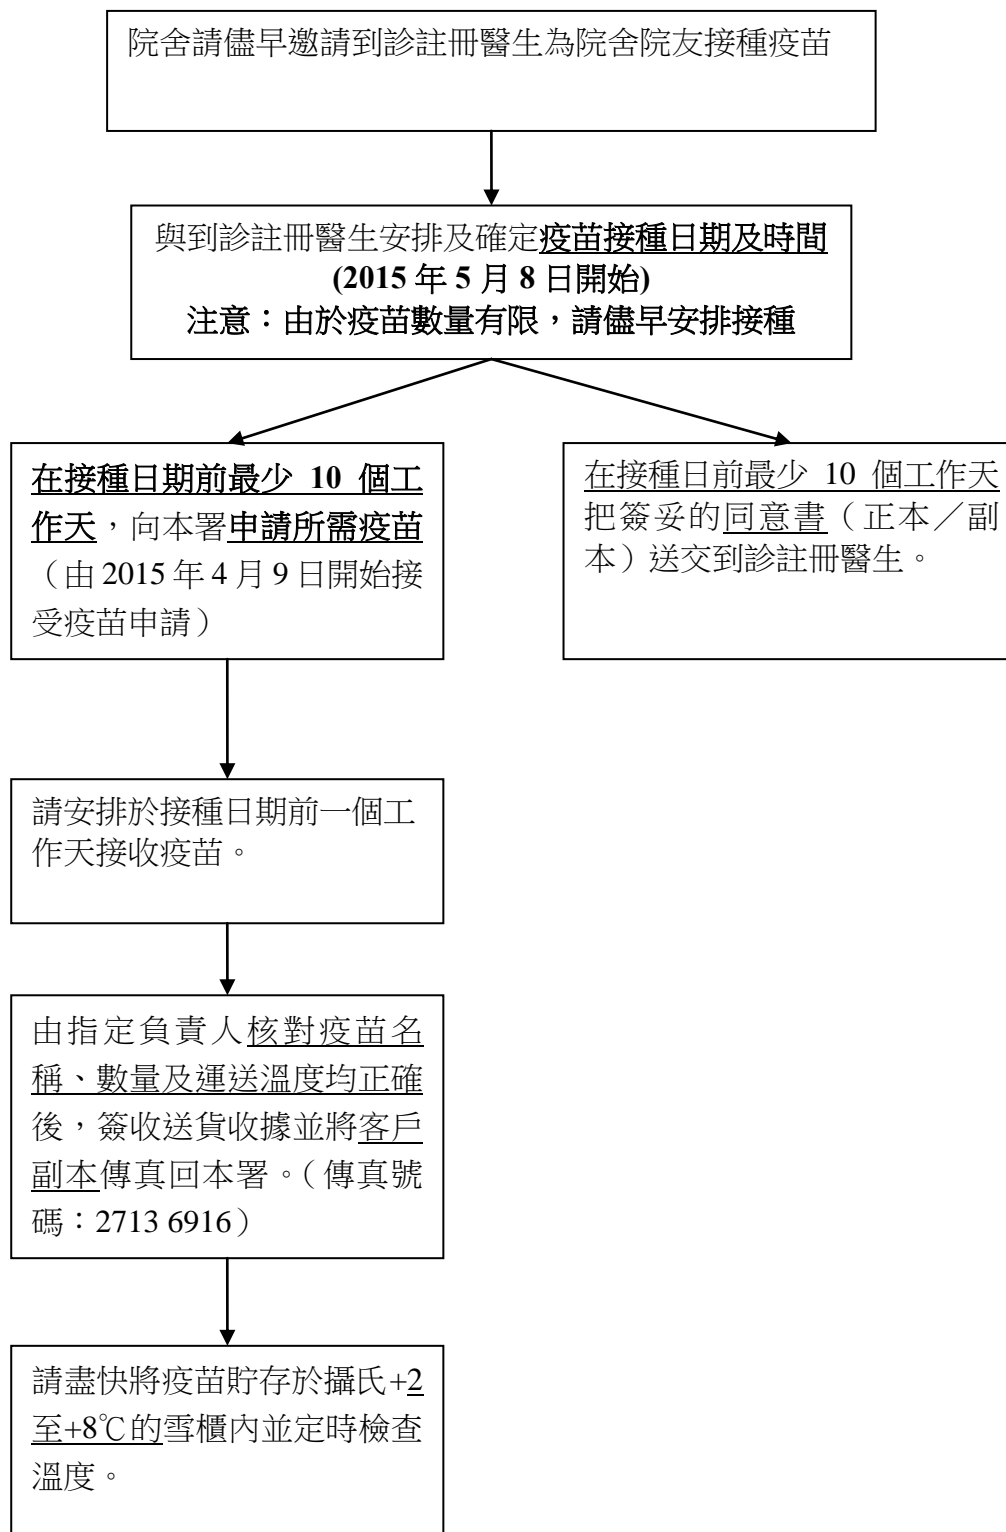 院舍請儘早邀請到診註冊醫生為院舍院友接種疫苗
與到診註冊醫生安排及確定疫苗接種日期及時間
(2015 年 5 月 8 日開始)
注意：由於疫苗數量有限，請儘早安排接種
在接種日期前最少 10 個工
作天，向本署申請所需疫苗
（由 2015 年 4 月 9 日開始接
受疫苗申請）
在接種日前最少 10 個工作天
把簽妥的同意書（正本／副
本）送交到診註冊醫生。
請安排於接種日期前一個工
作天接收疫苗。
由指定負責人核對疫苗名
稱、數量及運送溫度均正確
後，簽收送貨收據並將客戶
副本傳真回本署。（傳真號
碼：2713 6916）
請盡快將疫苗貯存於攝氏+2
至+8℃的雪櫃內並定時檢查
溫度。